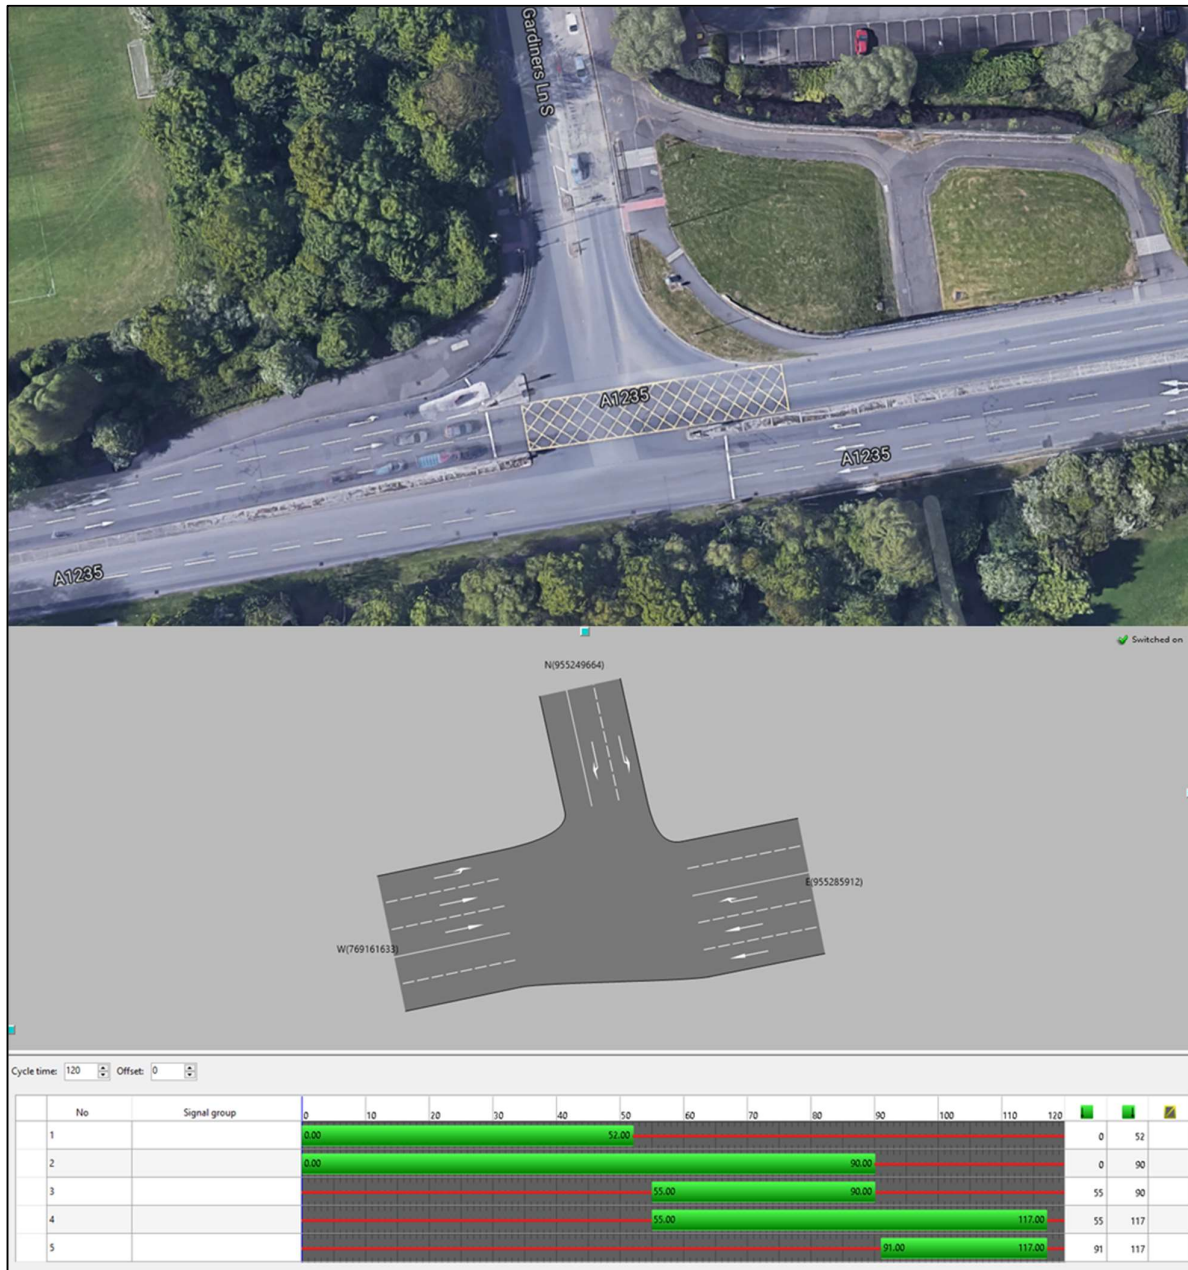 Gardiners Ln S
A1235
A1235
A1235
Switched on
N(955249664)
E(955285912)
W(769161633)
Cycle time: 120 Offset: 0
No Signal group 0 10 20 30 40 50 60 70 80 90 100 110 120
1 0.00 52.00 0 52
2 0.00 90.00 0 90
3 55.00 90.00 55 90
4 55.00 117.00 55 117
5 91.00 117.00 91 117